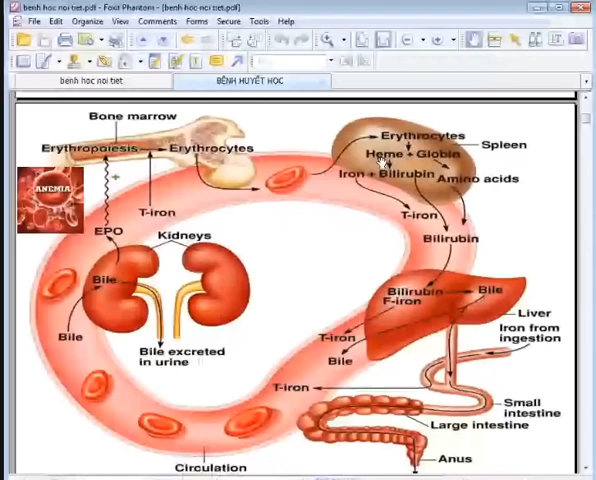 benh hoc noi tiet.pdf - Foxit Phantom - [benh hoc noi tiet.pdf]
File Edit View Comments Forms Secure Tools Help
benh hoc noi tiet
BỆNH HUYẾT HỌC
Bone marrow
Erythropoiesis
Erythrocytes
Erythrocytes
Spleen
Heme + Globin
Iron + Bilirubin
Amino acids
ANEMIA
+
T-iron
T-iron
EPO
Kidneys
Bilirubin
Bile
Bilirubin
Bile
F-iron
Liver
Bile
T-iron
Iron from
ingestion
Bile excreted
in urine
Bile
T-iron
Small
intestine
Large intestine
Anus
Circulation